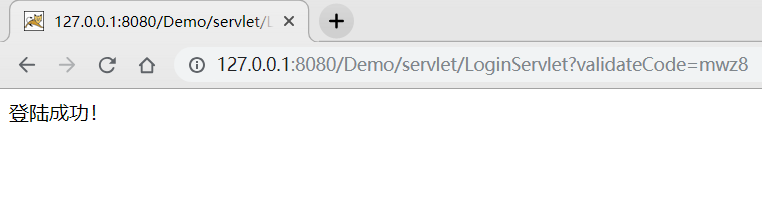 127.0.0.1:8080/Demo/servlet/L
127.0.0.1:8080/Demo/servlet/LoginServlet?validateCode=mwz8
登陆成功！